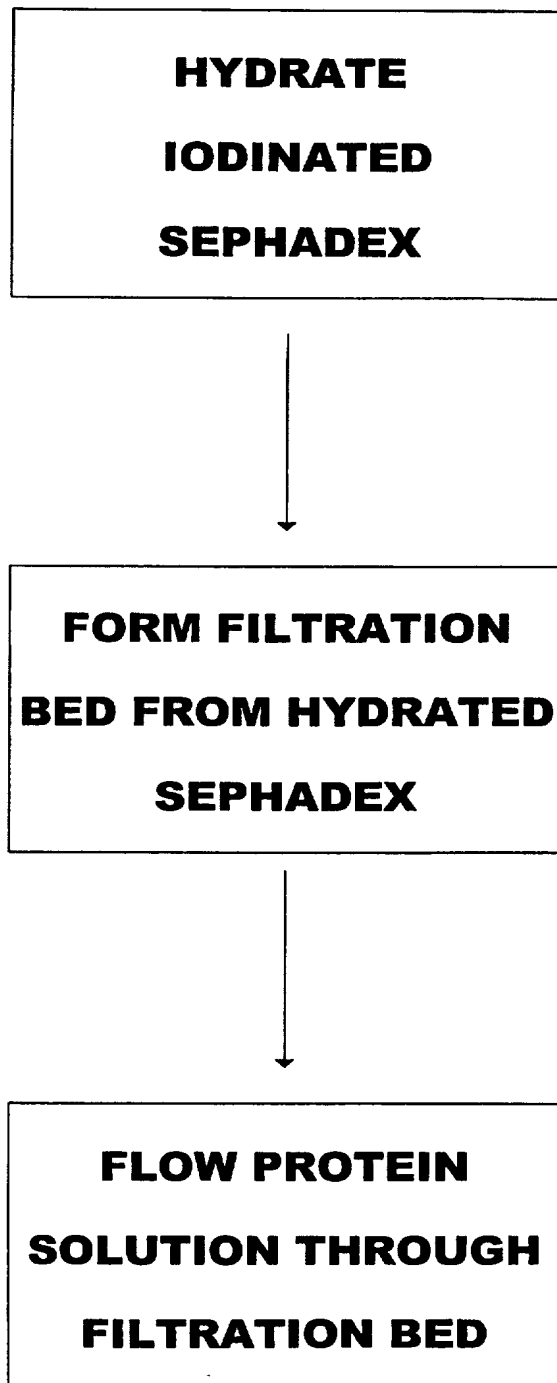 HYDRATE
IODINATED
SEPHADEX
FORM FILTRATION
BED FROM HYDRATED
SEPHADEX
FLOW PROTEIN
SOLUTION THROUGH
FILTRATION BED